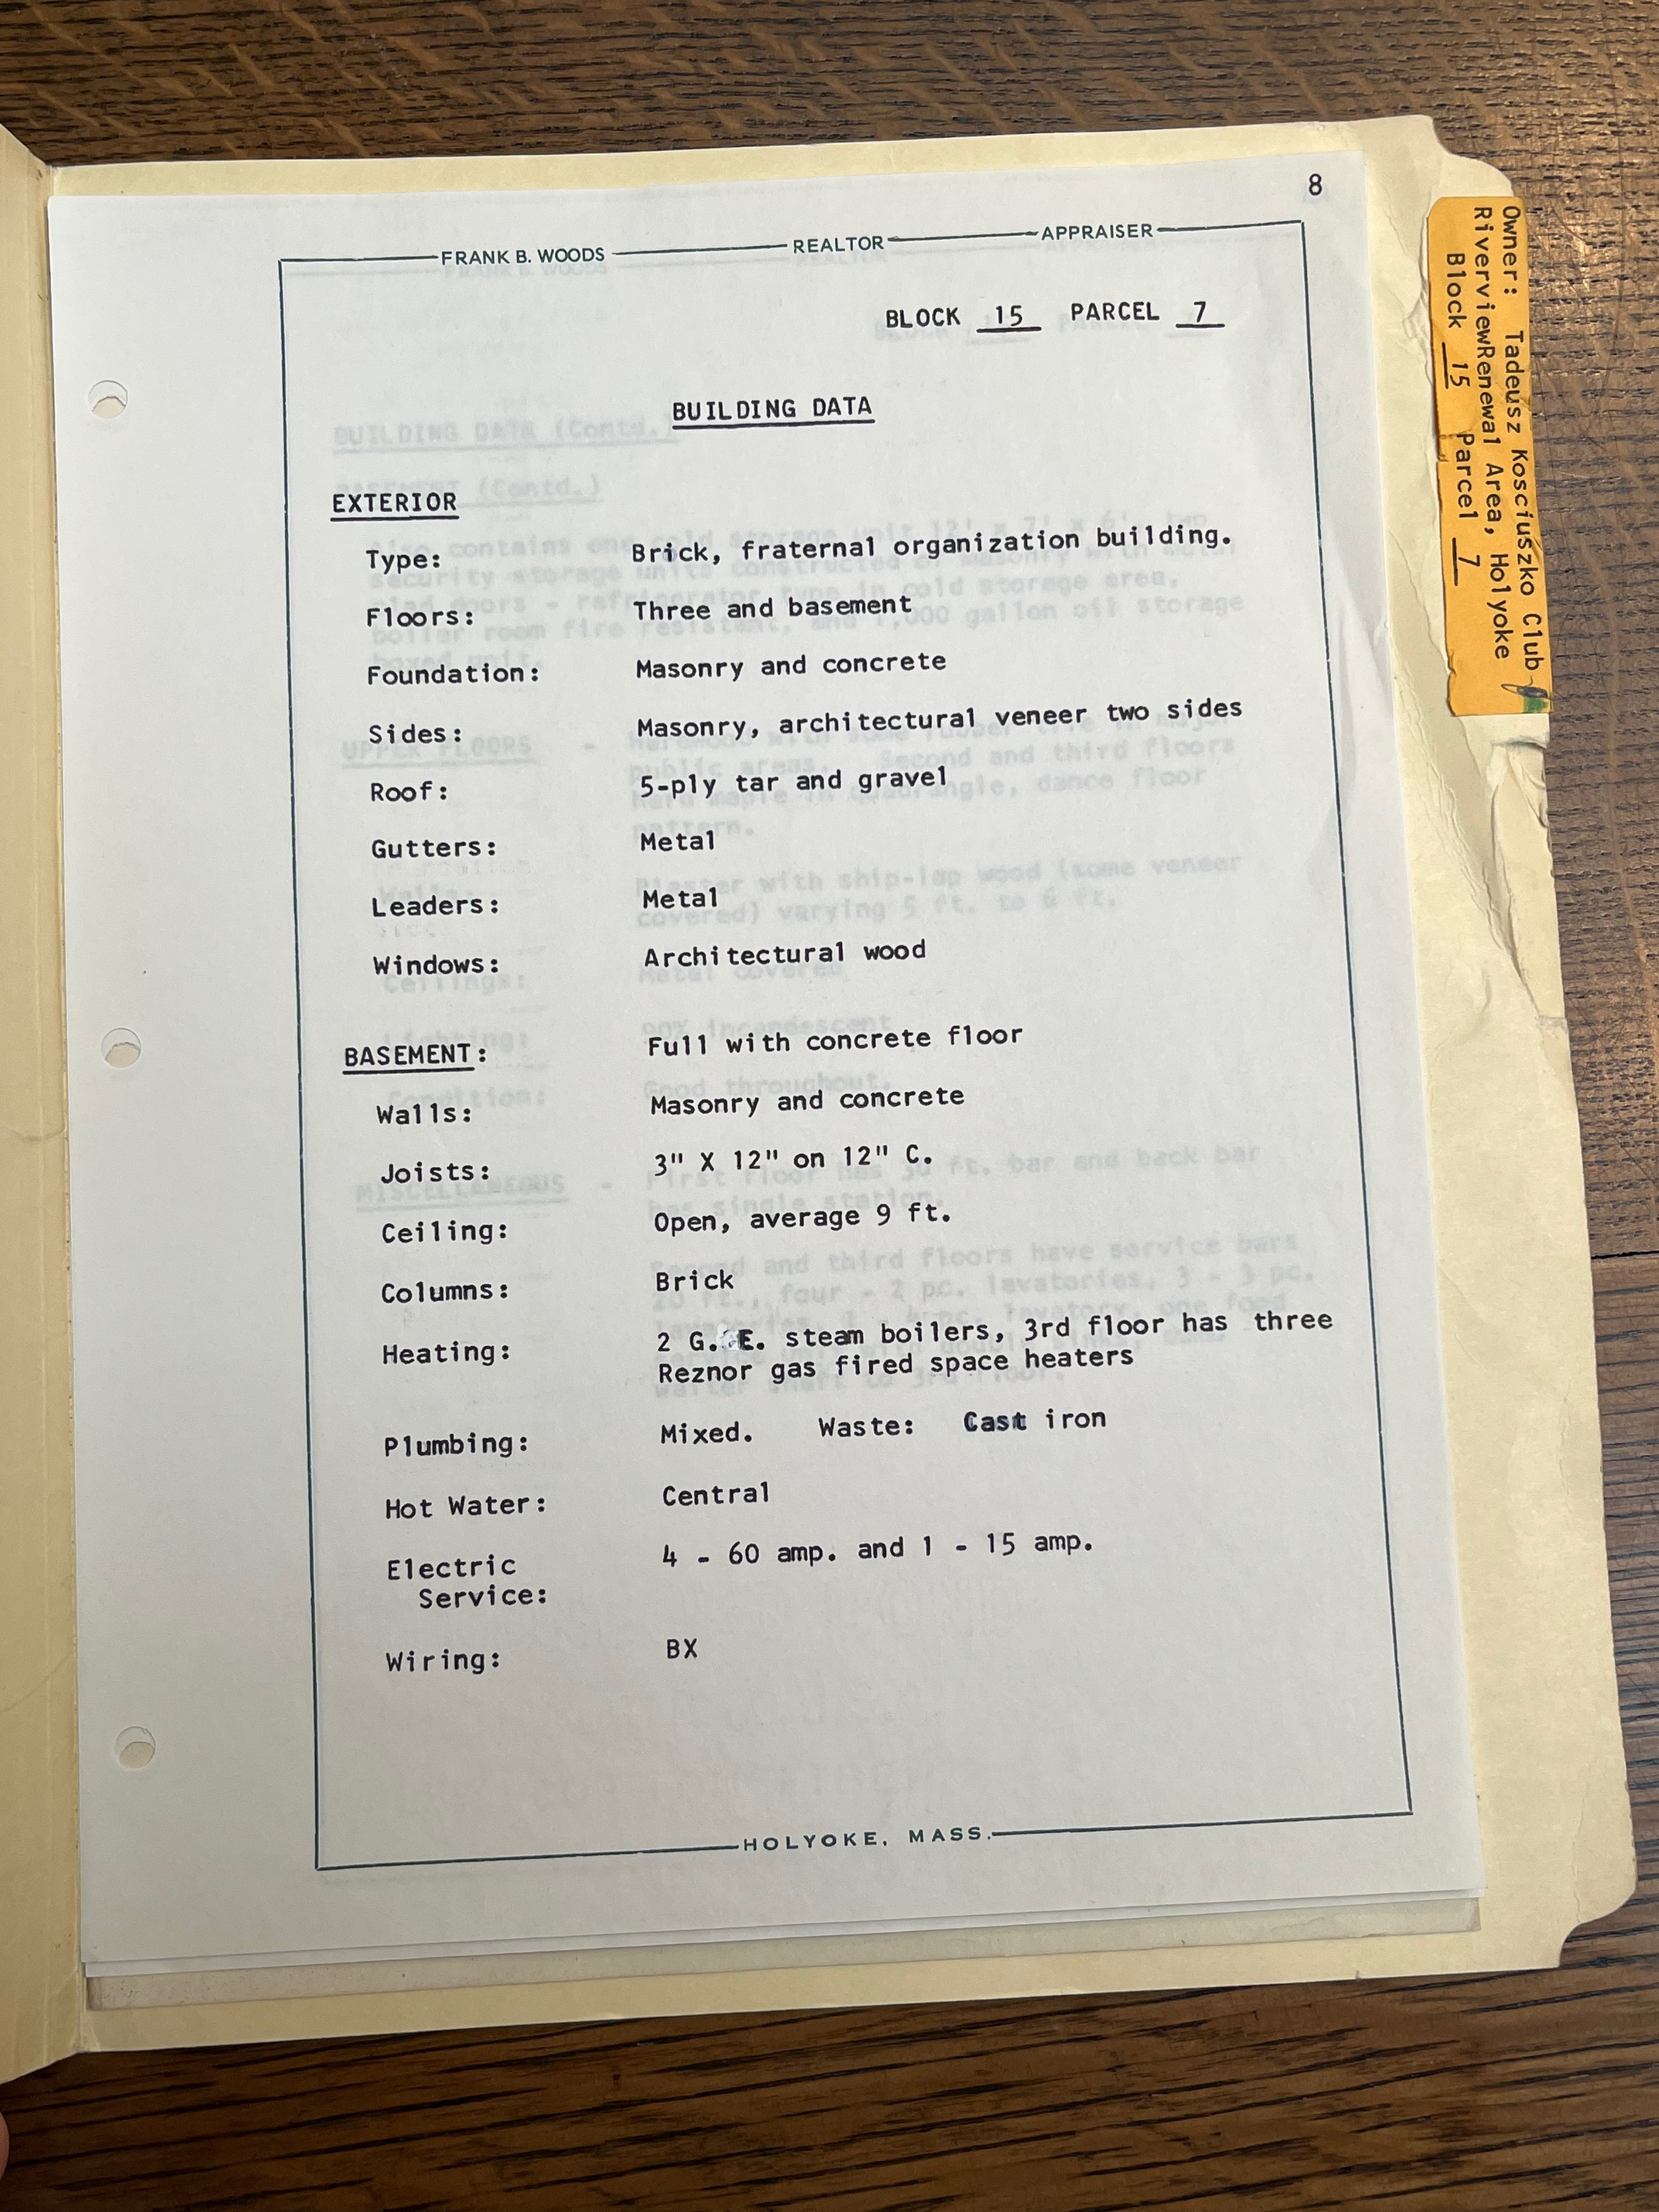 8
FRANK B. WOODS REALTOR APPRAISER
BLOCK 15 PARCEL 7
BUILDING DATA
EXTERIOR
Type: Brick, fraternal organization building.
Floors: Three and basement
Foundation: Masonry and concrete
Sides: Masonry, architectural veneer two sides
Roof: 5-ply tar and gravel
Gutters: Metal
Leaders: Metal
Windows: Architectural wood
BASEMENT: Full with concrete floor
Walls: Masonry and concrete
Joists: 3" X 12" on 12" C.
Ceiling: Open, average 9 ft.
Columns: Brick
Heating: 2 G.E. steam boilers, 3rd floor has three
Reznor gas fired space heaters
Plumbing: Mixed. Waste: Cast iron
Hot Water: Central
Electric 4 - 60 amp. and 1 - 15 amp.
Service:
Wiring: BX
HOLYOKE, MASS.
Owner: Tadeusz Kosciuszko Club
RiverviewRenewal Area, Holyoke
Block 15 Parcel 7